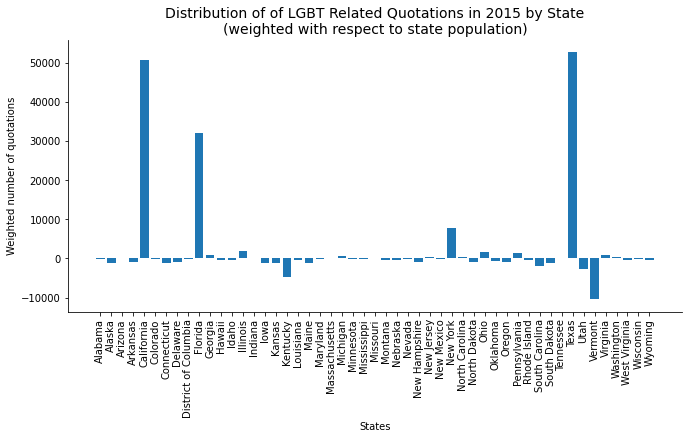 Distribution of of LGBT Related Quotations in 2015 by State
(weighted with respect to state population)
Weighted number of quotations
50000
40000
30000
20000
10000
0
−10000
Alabama
Alaska
Arizona
Arkansas
California
Colorado
Connecticut
Delaware
District of Columbia
Florida
Georgia
Hawaii
Idaho
Illinois
Indiana
Iowa
Kansas
Kentucky
Louisiana
Maine
Maryland
Massachusetts
Michigan
Minnesota
Mississippi
Missouri
Montana
Nebraska
Nevada
New Hampshire
New Jersey
New Mexico
New York
North Carolina
North Dakota
Ohio
Oklahoma
Oregon
Pennsylvania
Rhode Island
South Carolina
South Dakota
Tennessee
Texas
Utah
Vermont
Virginia
Washington
West Virginia
Wisconsin
Wyoming
States